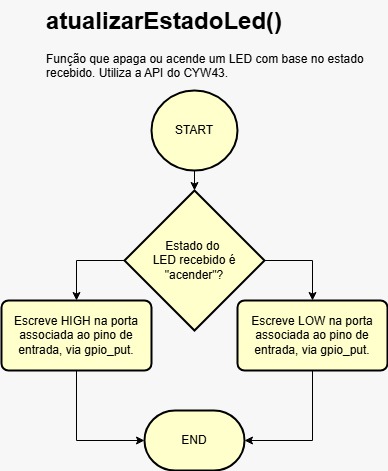 atualizarEstadoLed()
Função que apaga ou acende um LED com base no estado
recebido. Utiliza a API do CYW43.
START
Estado do
LED recebido é
"acender"?
Escreve HIGH na porta
associada ao pino de
entrada, via gpio_put.
Escreve LOW na porta
associada ao pino de
entrada, via gpio_put.
END